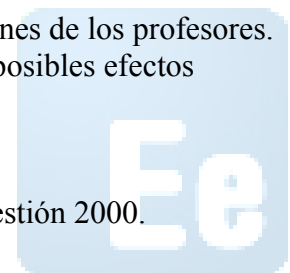 nes de los profesores.
posibles efectos
estión 2000.
Ee